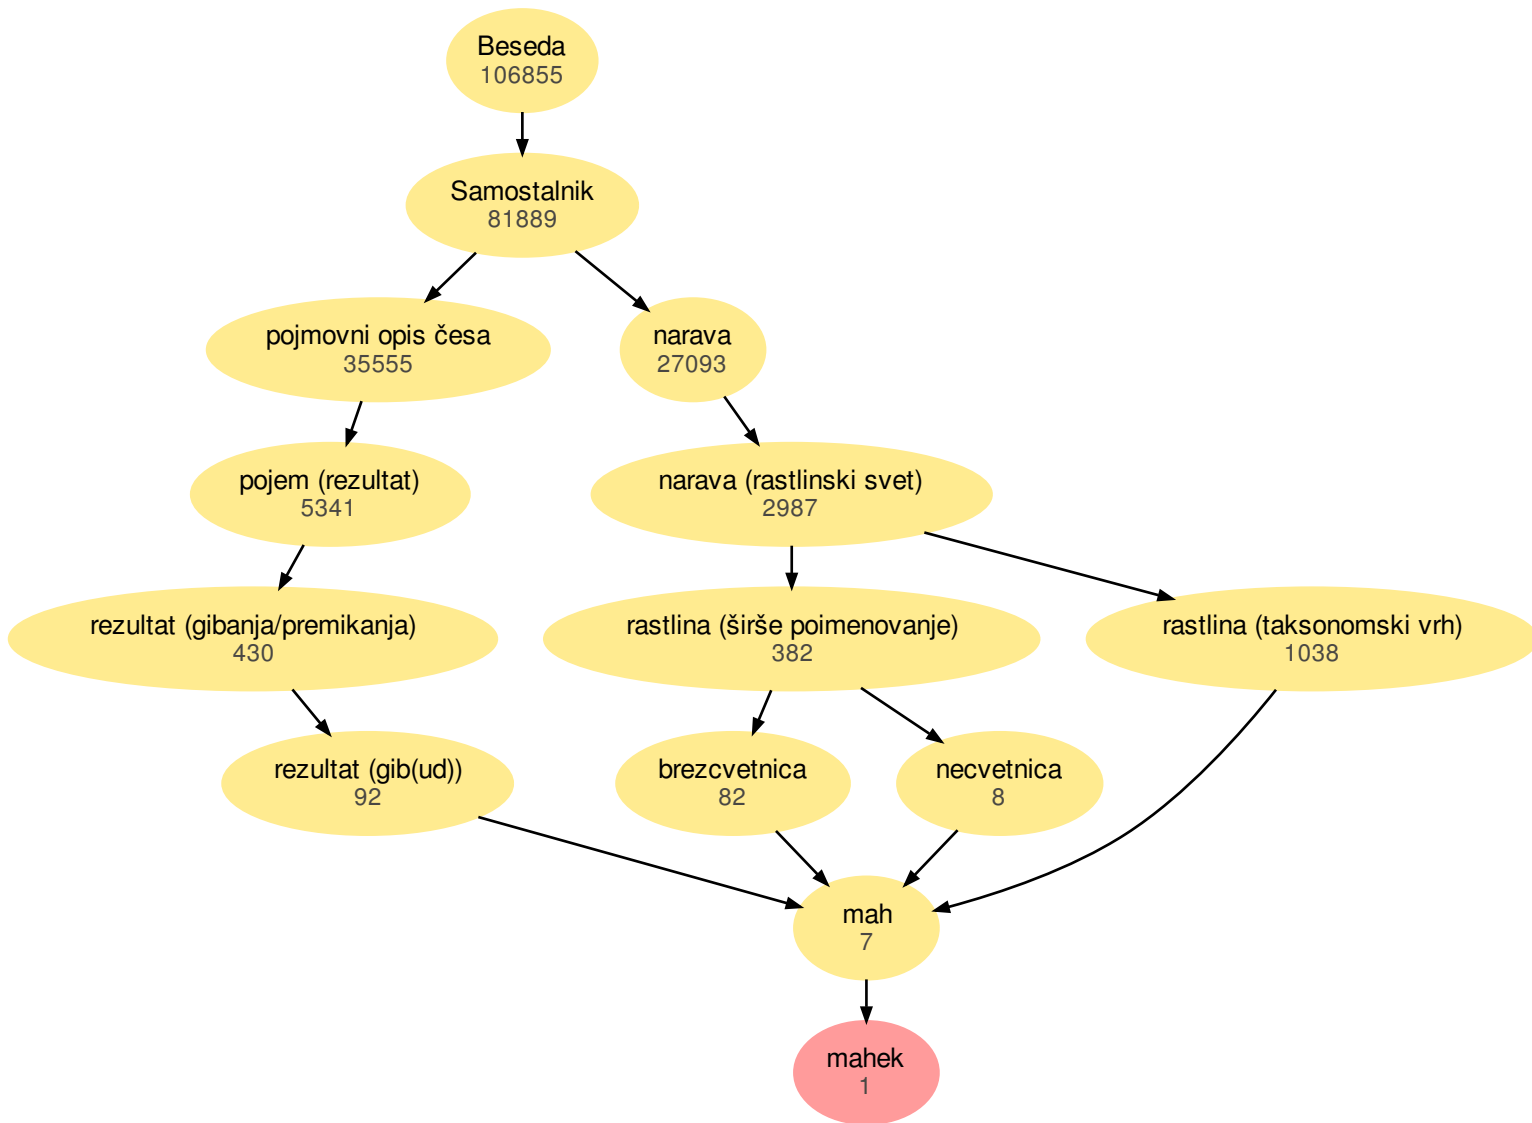 Beseda
106855
Samostalnik
81889
pojmovni opis česa
35555
narava
27093
pojem (rezultat)
5341
narava (rastlinski svet)
2987
rezultat (gibanja/premikanja)
430
rastlina (širše poimenovanje)
382
rastlina (taksonomski vrh)
1038
rezultat (gib(ud))
92
brezcvetnica
82
necvetnica
8
mah
7
mahek
1